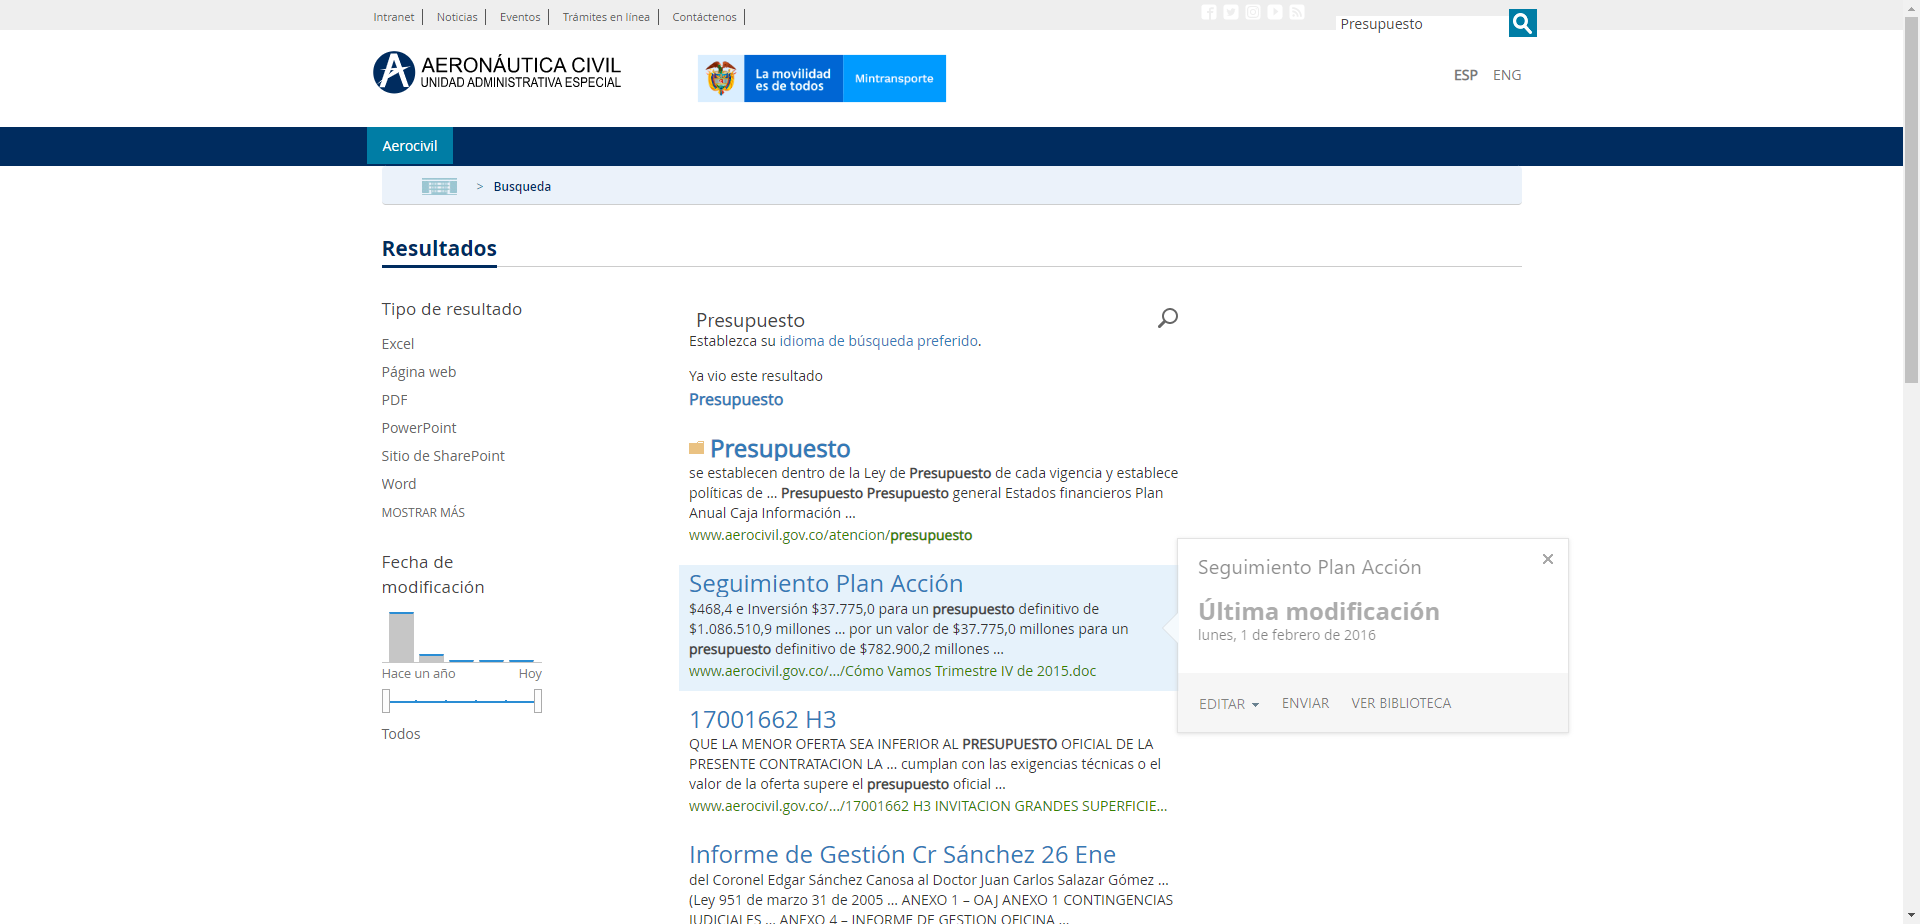 Intranet
Noticias
Eventos
Trámites en línea
Contáctenos
Presupuesto
AERONÁUTICA CIVIL
UNIDAD ADMINISTRATIVA ESPECIAL
La movilidad
es de todos
Mintransporte
ESP ENG
Aerocivil
> Busqueda
Resultados
Tipo de resultado
Excel
Página web
PDF
PowerPoint
Sitio de SharePoint
Word
MOSTRAR MÁS
Fecha de
modificación
Hace un año Hoy
Todos
Presupuesto
Establezca su idioma de búsqueda preferido.
Ya vio este resultado
Presupuesto
Presupuesto
se establecen dentro de la Ley de Presupuesto de cada vigencia y establece
políticas de ... Presupuesto Presupuesto general Estados financieros Plan
Anual Caja Información ...
www.aerocivil.gov.co/atencion/presupuesto
Seguimiento Plan Acción
$468,4 e Inversión $37.775,0 para un presupuesto definitivo de
$1.086.510,9 millones ... por un valor de $37.775,0 millones para un
presupuesto definitivo de $782.900,2 millones ...
www.aerocivil.gov.co/.../Cómo Vamos Trimestre IV de 2015.doc
17001662 H3
QUE LA MENOR OFERTA SEA INFERIOR AL PRESUPUESTO OFICIAL DE LA
PRESENTE CONTRATACION LA ... cumplan con las exigencias técnicas o el
valor de la oferta supere el presupuesto oficial ...
www.aerocivil.gov.co/.../17001662 H3 INVITACION GRANDES SUPERFICIE...
Informe de Gestión Cr Sánchez 26 Ene
del Coronel Edgar Sánchez Canosa al Doctor Juan Carlos Salazar Gómez ...
(Ley 951 de marzo 31 de 2005 ... ANEXO 1 – OAJ ANEXO 1 CONTINGENCIAS
JUDICIALES ... ANEXO 4 – INFORME DE GESTION OFICINA ...
Seguimiento Plan Acción
Última modificación
lunes, 1 de febrero de 2016
EDITAR ENVIAR VER BIBLIOTECA